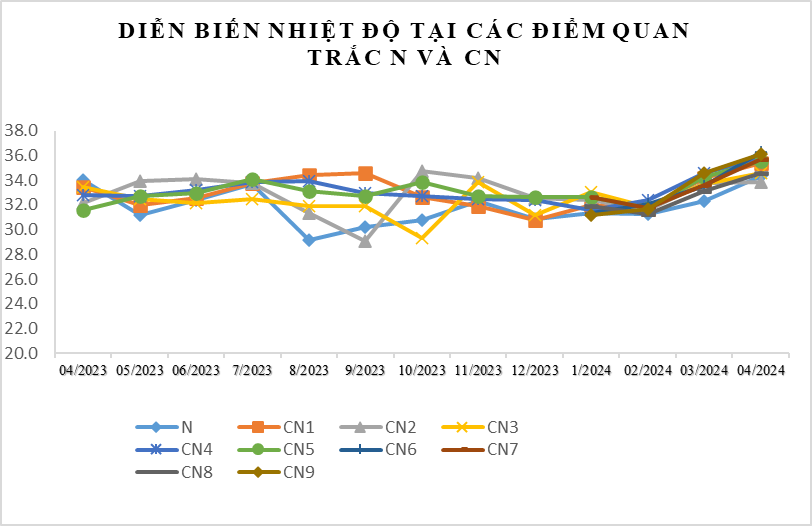 DIỄN BIẾN NHIỆT ĐỘ TẠI CÁC ĐIỂM QUAN
TRẮC N VÀ CN
38.0
36.0
34.0
32.0
30.0
28.0
26.0
24.0
22.0
20.0
04/2023 05/2023 06/2023 7/2023 8/2023 9/2023 10/2023 11/2023 12/2023 1/2024 02/2024 03/2024 04/2024
N CN1 CN2 CN3
CN4 CN5 CN6 CN7
CN8 CN9